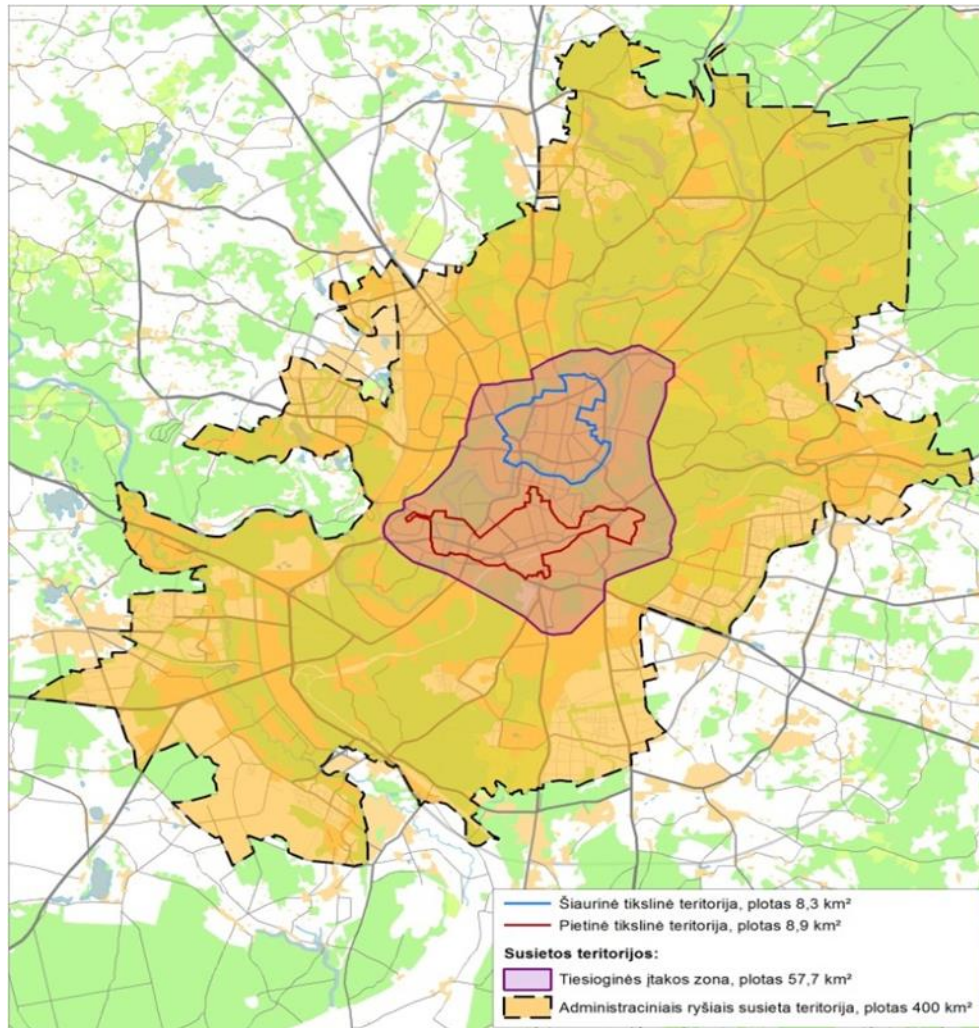 Šiaurinė tikslinė teritorija, plotas 8,3 km²
Pietinė tikslinė teritorija, plotas 8,9 km²
Susietos teritorijos:
Tiesioginės įtakos zona, plotas 57,7 km²
Administraciniais ryšiais susieta teritorija, plotas 400 km²